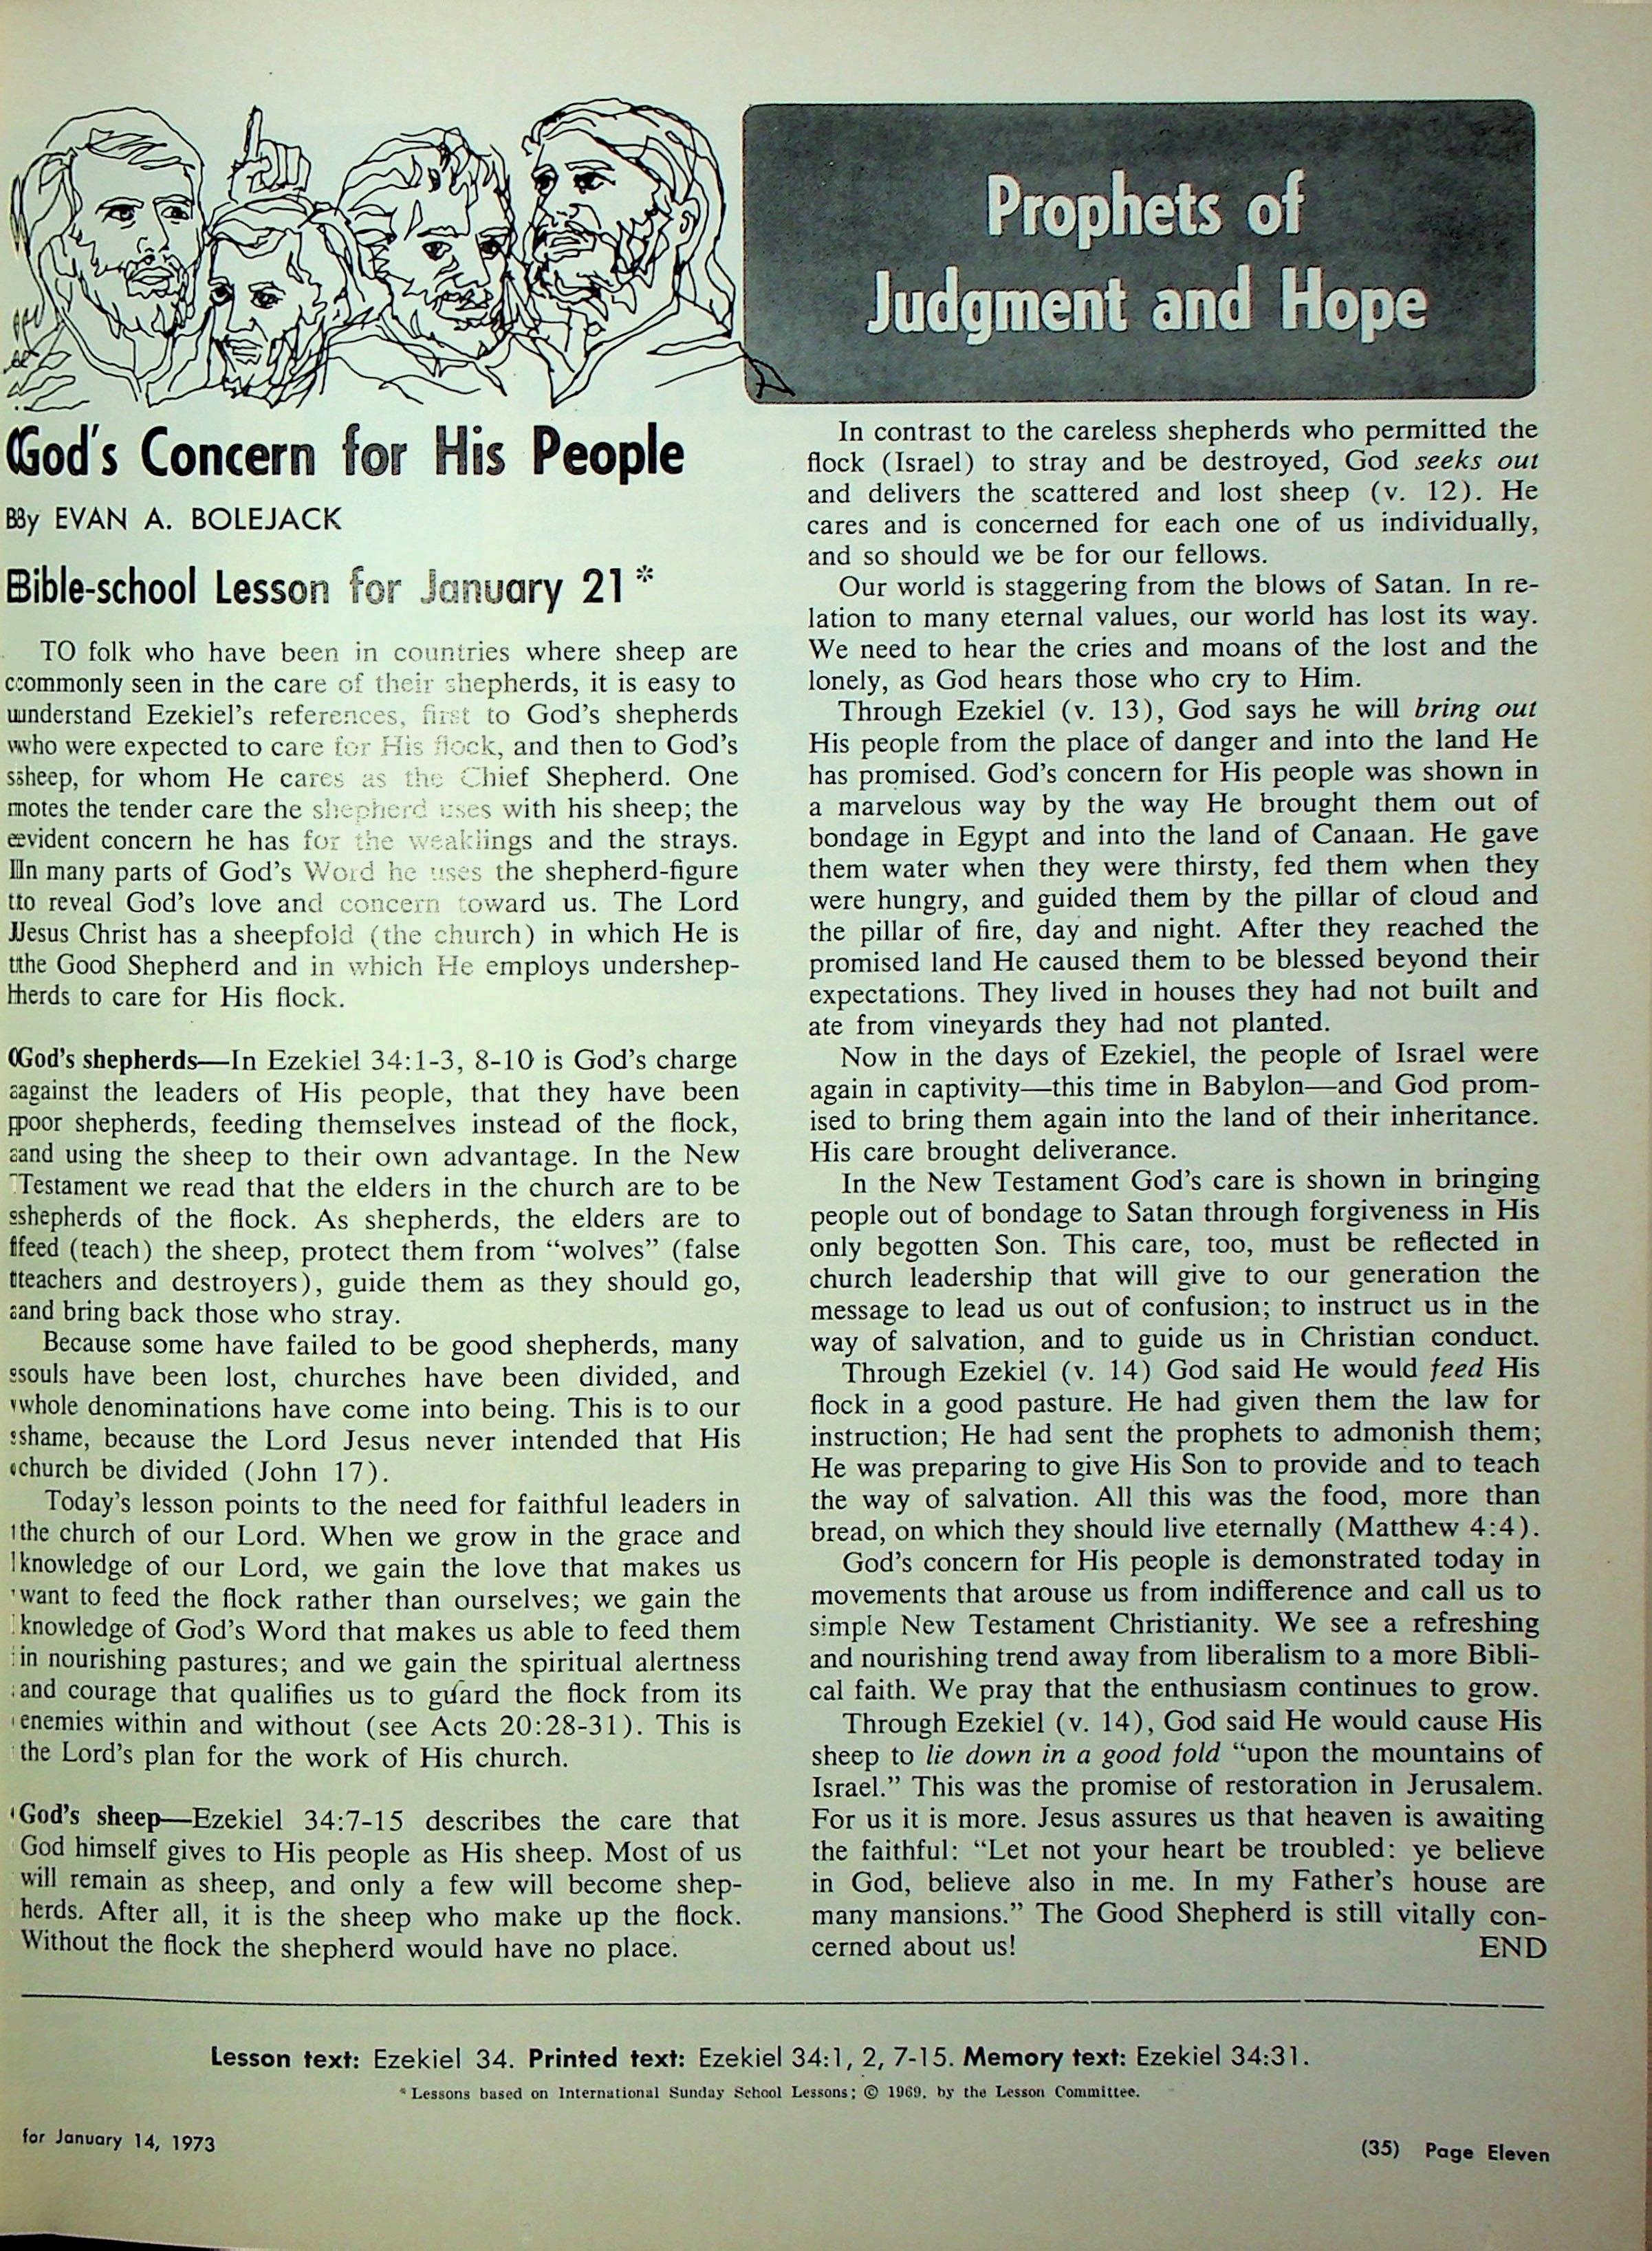 Prophets of
Judgment and Hope
God's Concern for His People
By EVAN A. BOLEJACK
Bible-school Lesson for January 21*
TO folk who have been in countries where sheep are
commonly seen in the care of their shepherds, it is easy to
understand Ezekiel's references, first to God's shepherds
who were expected to care for His flock, and then to God's
sheep, for whom He cares as the Chief Shepherd. One
notes the tender care the shepherd uses with his sheep; the
evident concern he has for the weaklings and the strays.
In many parts of God's Word he uses the shepherd-figure
to reveal God's love and concern toward us. The Lord
Jesus Christ has a sheepfold (the church) in which He is
the Good Shepherd and in which He employs undershep-
herds to care for His flock.
God's shepherds—In Ezekiel 34:1-3, 8-10 is God's charge
against the leaders of His people, that they have been
poor shepherds, feeding themselves instead of the flock,
and using the sheep to their own advantage. In the New
Testament we read that the elders in the church are to be
shepherds of the flock. As shepherds, the elders are to
feed (teach) the sheep, protect them from “wolves” (false
teachers and destroyers), guide them as they should go,
and bring back those who stray.
Because some have failed to be good shepherds, many
souls have been lost, churches have been divided, and
whole denominations have come into being. This is to our
shame, because the Lord Jesus never intended that His
church be divided (John 17).
Today's lesson points to the need for faithful leaders in
the church of our Lord. When we grow in the grace and
knowledge of our Lord, we gain the love that makes us
want to feed the flock rather than ourselves; we gain the
knowledge of God's Word that makes us able to feed them
in nourishing pastures; and we gain the spiritual alertness
and courage that qualifies us to guard the flock from its
enemies within and without (see Acts 20:28-31). This is
the Lord's plan for the work of His church.
God's sheep—Ezekiel 34:7-15 describes the care that
God himself gives to His people as His sheep. Most of us
will remain as sheep, and only a few will become shep-
herds. After all, it is the sheep who make up the flock.
Without the flock the shepherd would have no place.
In contrast to the careless shepherds who permitted the
flock (Israel) to stray and be destroyed, God seeks out
and delivers the scattered and lost sheep (v. 12). He
cares and is concerned for each one of us individually,
and so should we be for our fellows.
Our world is staggering from the blows of Satan. In re-
lation to many eternal values, our world has lost its way.
We need to hear the cries and moans of the lost and the
lonely, as God hears those who cry to Him.
Through Ezekiel (v. 13), God says he will bring out
His people from the place of danger and into the land He
has promised. God's concern for His people was shown in
a marvelous way by the way He brought them out of
bondage in Egypt and into the land of Canaan. He gave
them water when they were thirsty, fed them when they
were hungry, and guided them by the pillar of cloud and
the pillar of fire, day and night. After they reached the
promised land He caused them to be blessed beyond their
expectations. They lived in houses they had not built and
ate from vineyards they had not planted.
Now in the days of Ezekiel, the people of Israel were
again in captivity—this time in Babylon—and God prom-
ised to bring them again into the land of their inheritance.
His care brought deliverance.
In the New Testament God's care is shown in bringing
people out of bondage to Satan through forgiveness in His
only begotten Son. This care, too, must be reflected in
church leadership that will give to our generation the
message to lead us out of confusion; to instruct us in the
way of salvation, and to guide us in Christian conduct.
Through Ezekiel (v. 14) God said He would feed His
flock in a good pasture. He had given them the law for
instruction; He had sent the prophets to admonish them;
He was preparing to give His Son to provide and to teach
the way of salvation. All this was the food, more than
bread, on which they should live eternally (Matthew 4:4).
God's concern for His people is demonstrated today in
movements that arouse us from indifference and call us to
simple New Testament Christianity. We see a refreshing
and nourishing trend away from liberalism to a more Bibli-
cal faith. We pray that the enthusiasm continues to grow.
Through Ezekiel (v. 14), God said He would cause His
sheep to lie down in a good fold “upon the mountains of
Israel.” This was the promise of restoration in Jerusalem.
For us it is more. Jesus assures us that heaven is awaiting
the faithful: “Let not your heart be troubled: ye believe
in God, believe also in me. In my Father's house are
many mansions.” The Good Shepherd is still vitally con-
cerned about us! END
Lesson text: Ezekiel 34. Printed text: Ezekiel 34:1, 2, 7-15. Memory text: Ezekiel 34:31.
* Lessons based on International Sunday School Lessons; © 1969, by the Lesson Committee.
for January 14, 1973
(35) Page Eleven